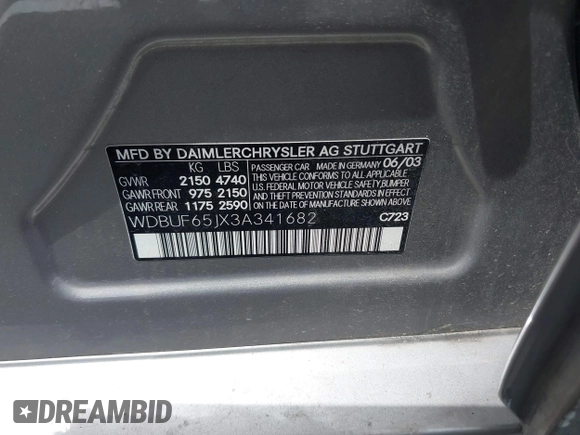 MFD BY DAIMLERCHRYSLER AG STUTTGART
KG LBS
GVWR 2150 4740
GAWR FRONT 975 2150
GAWR REAR 1175 2590
PASSENGER CAR MADE IN GERMANY 06/03
THIS VEHICLE CONFORMS TO ALL APPLICABLE
U.S. FEDERAL MOTOR VEHICLE SAFETY, BUMPER
AND THEFT PREVENTION STANDARDS IN EFFECT
ON THE DATE OF MANUFACTURE SHOWN ABOVE.
WDBUF65JX3A341682 C723
DREAMBID